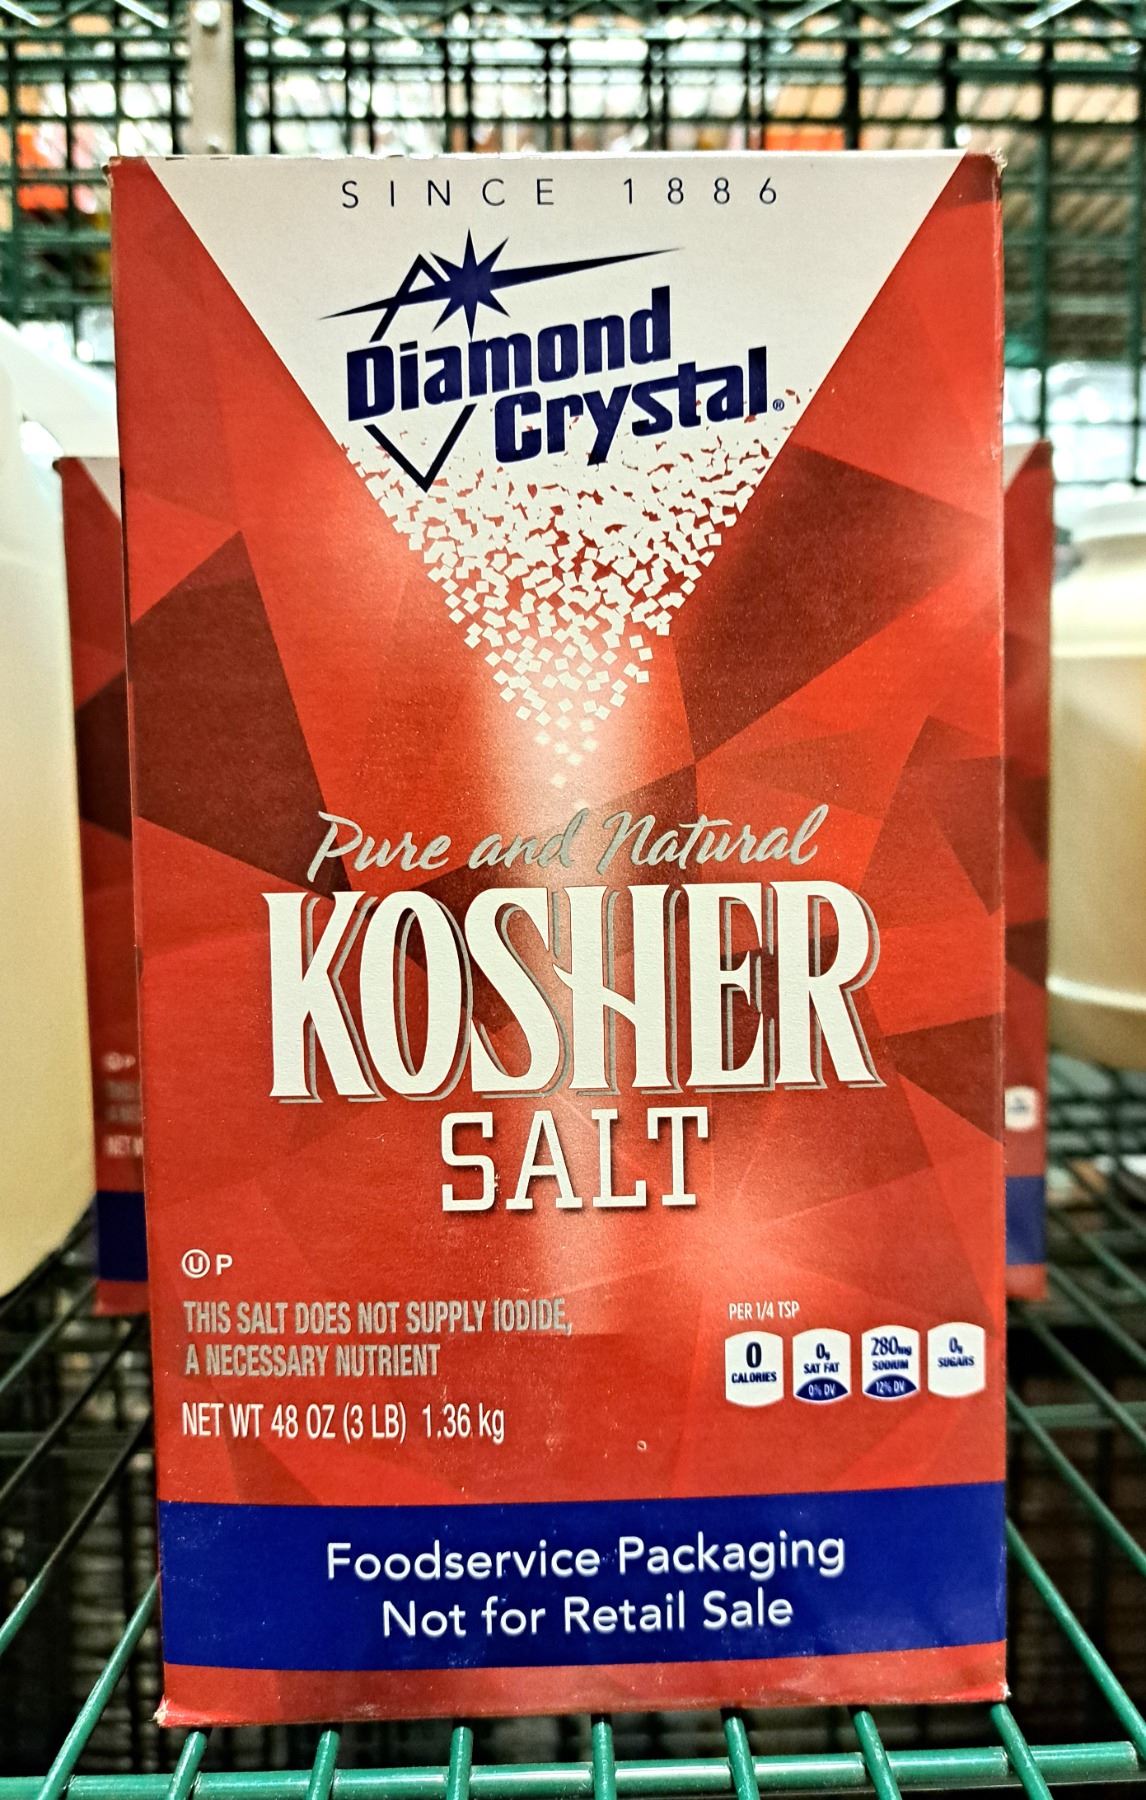 SINCE 1886
Diamond
Crystal®
Pure and Natural
KOSHER
SALT
Ⓤ P
THIS SALT DOES NOT SUPPLY IODIDE,
A NECESSARY NUTRIENT
NET WT 48 OZ (3 LB) 1.36 kg
PER 1/4 TSP
0 CALORIES
0g SAT FAT 0% DV
280mg SODIUM 12% DV
0g SUGARS
Foodservice Packaging
Not for Retail Sale